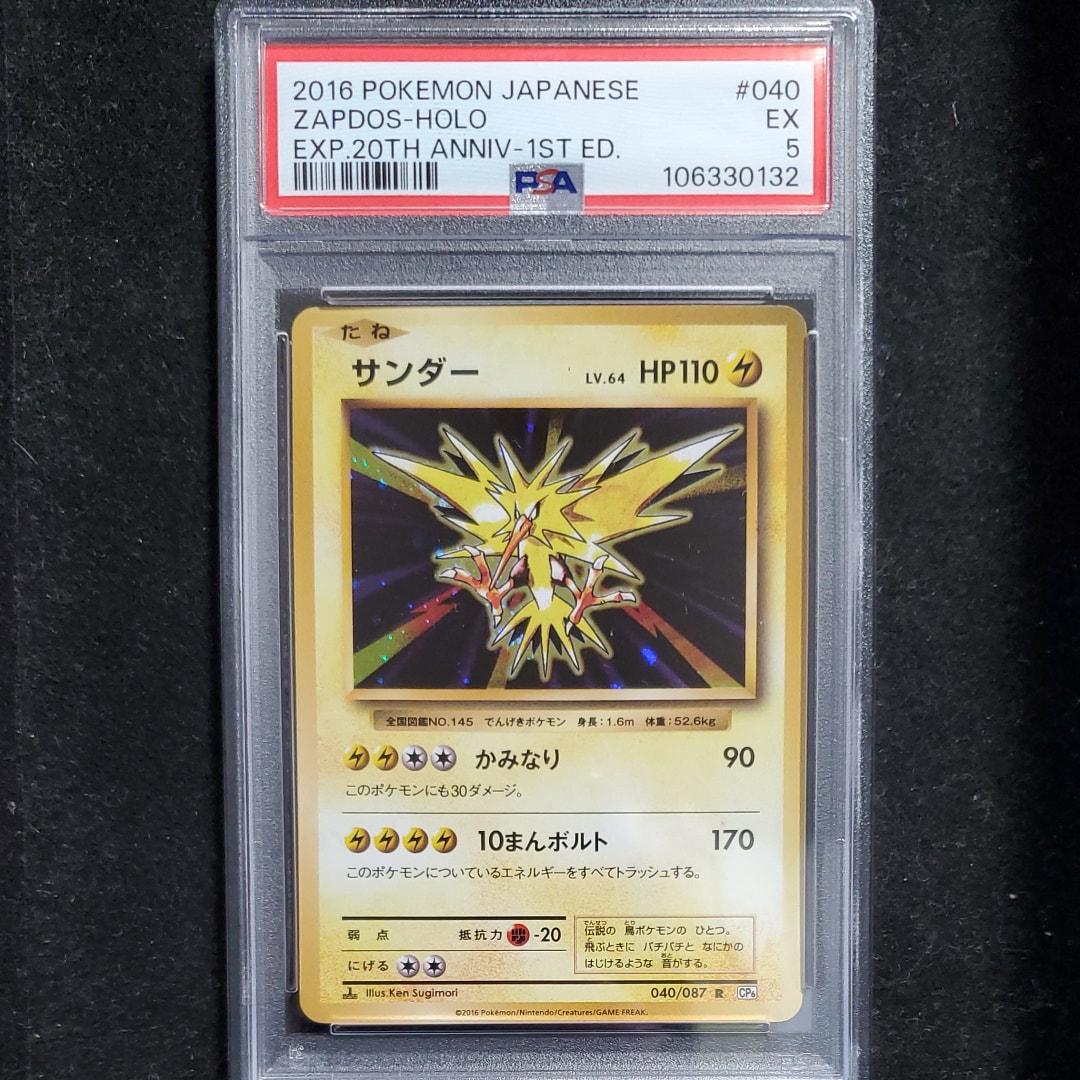 2016 POKEMON JAPANESE #040
ZAPDOS-HOLO EX
EXP.20TH ANNIV-1ST ED. 5
PSA 106330132
たね
サンダー LV.64 HP110
全国図鑑NO.145 でんげきポケモン 身長:1.6m 体重:52.6kg
かみなり 90
このポケモンにも30ダメージ。
10まんボルト 170
このポケモンについているエネルギーをすべてトラッシュする。
弱点 抵抗力 -20
にげる
伝説の 鳥ポケモンの ひとつ。
飛ぶときに パチパチと なにかの
はじけるような 音がする。
Illus.Ken Sugimori 040/087 R CP6
©2016 Pokémon/Nintendo/Creatures/GAME FREAK.